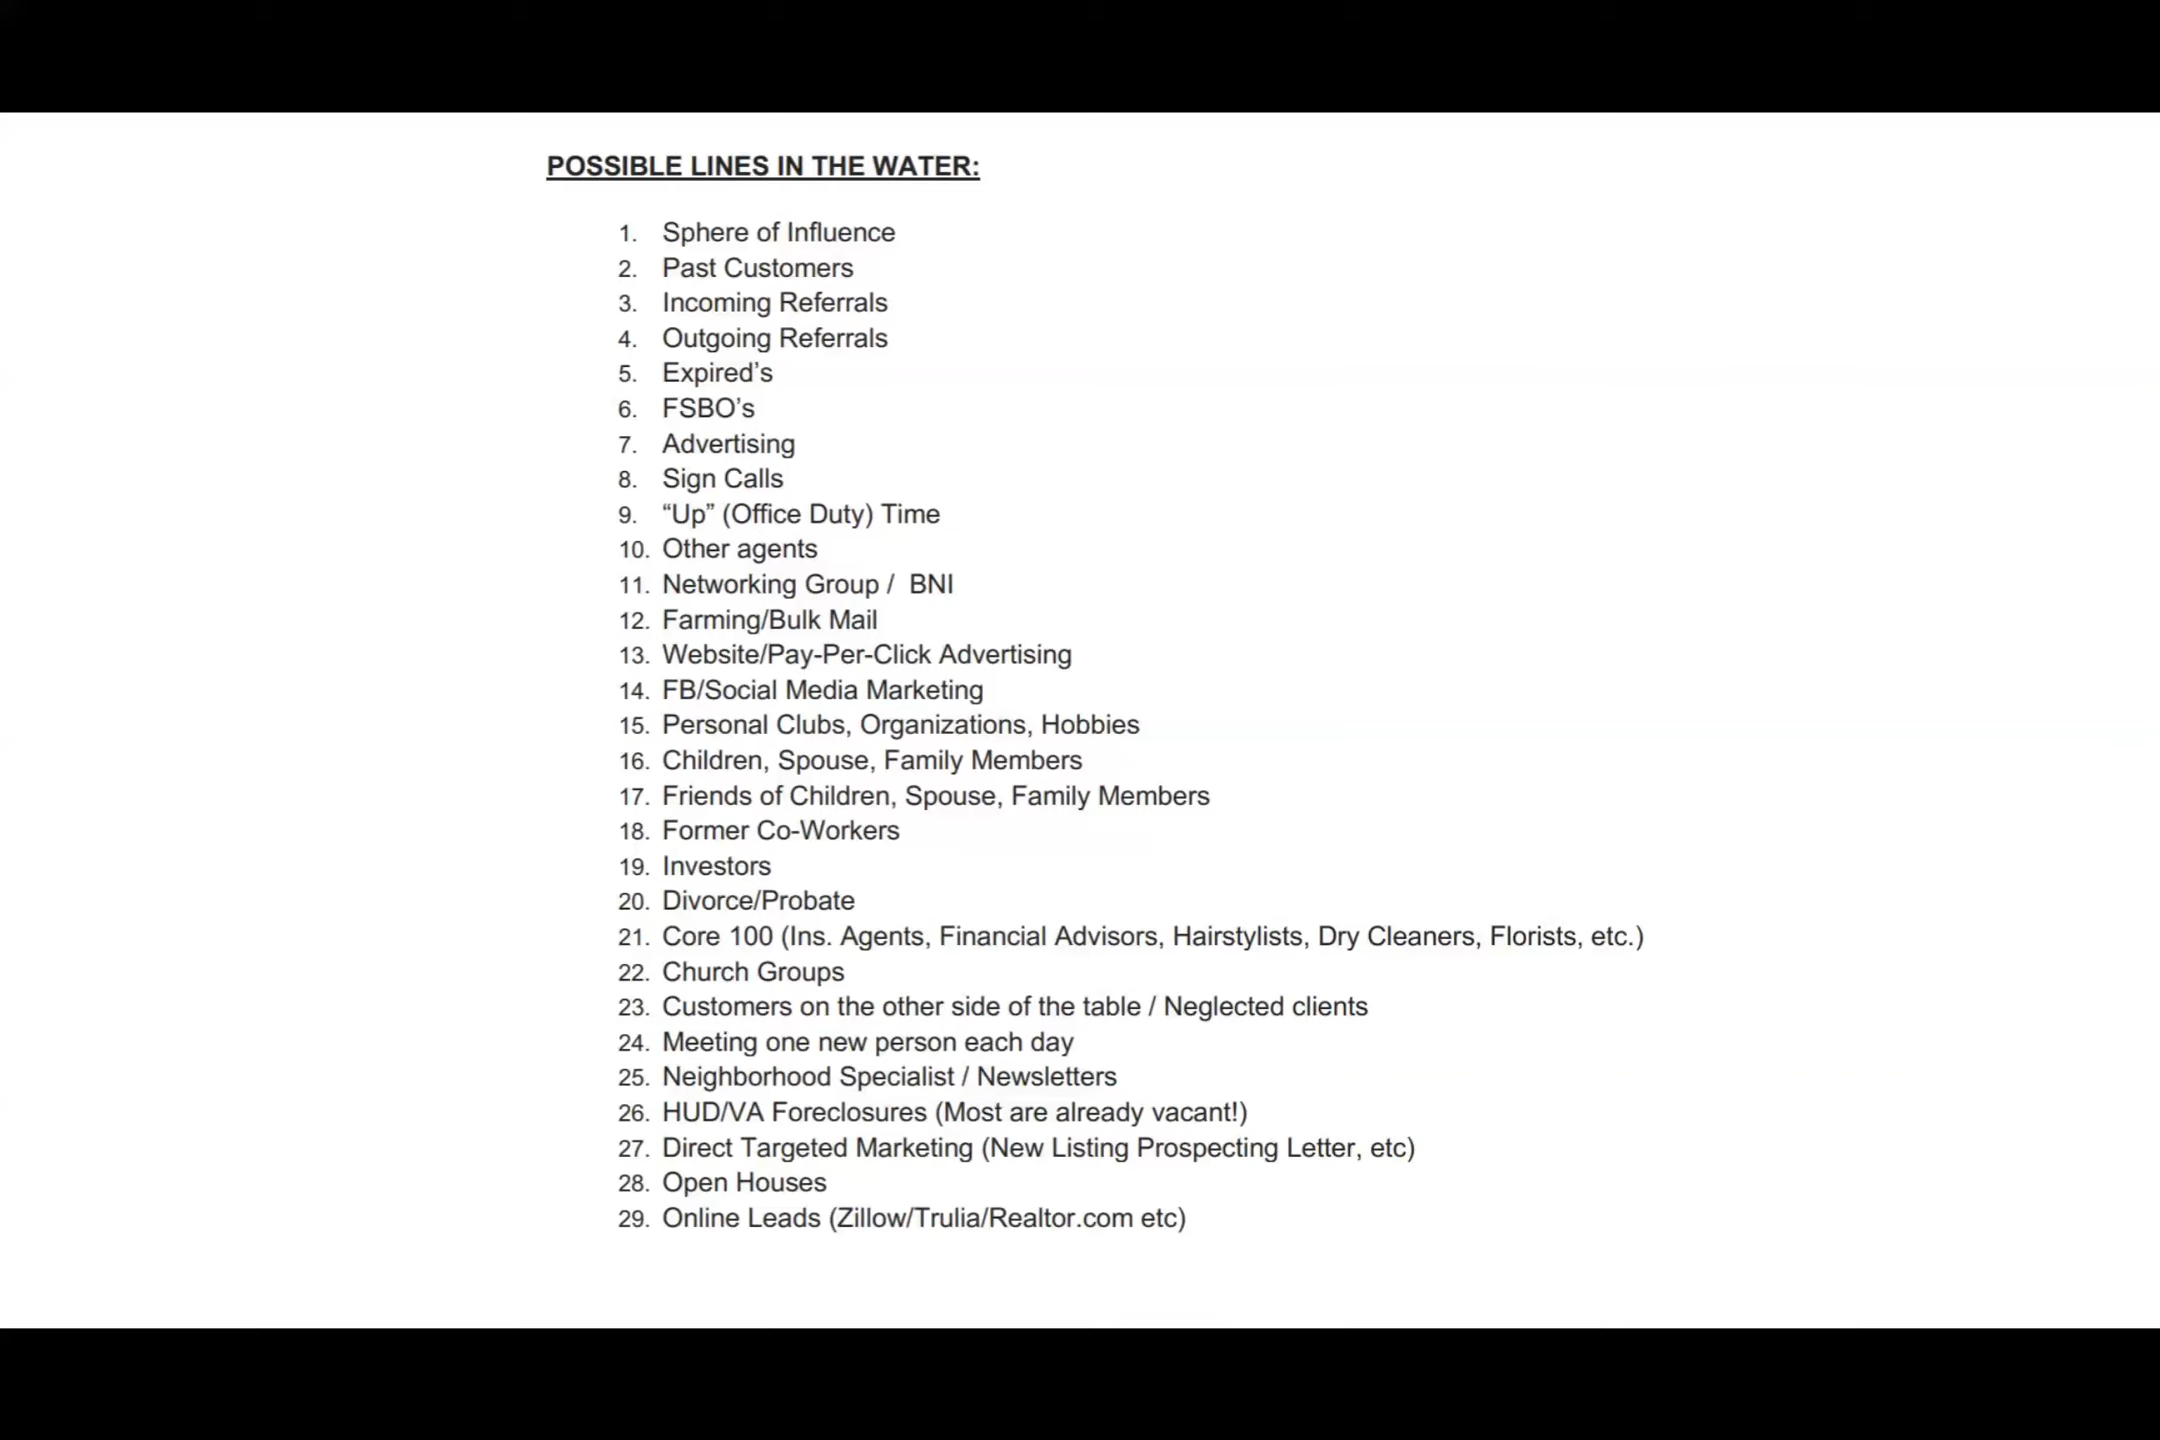 POSSIBLE LINES IN THE WATER:
1. Sphere of Influence
2. Past Customers
3. Incoming Referrals
4. Outgoing Referrals
5. Expired’s
6. FSBO’s
7. Advertising
8. Sign Calls
9. “Up” (Office Duty) Time
10. Other agents
11. Networking Group / BNI
12. Farming/Bulk Mail
13. Website/Pay-Per-Click Advertising
14. FB/Social Media Marketing
15. Personal Clubs, Organizations, Hobbies
16. Children, Spouse, Family Members
17. Friends of Children, Spouse, Family Members
18. Former Co-Workers
19. Investors
20. Divorce/Probate
21. Core 100 (Ins. Agents, Financial Advisors, Hairstylists, Dry Cleaners, Florists, etc.)
22. Church Groups
23. Customers on the other side of the table / Neglected clients
24. Meeting one new person each day
25. Neighborhood Specialist / Newsletters
26. HUD/VA Foreclosures (Most are already vacant!)
27. Direct Targeted Marketing (New Listing Prospecting Letter, etc)
28. Open Houses
29. Online Leads (Zillow/Trulia/Realtor.com etc)